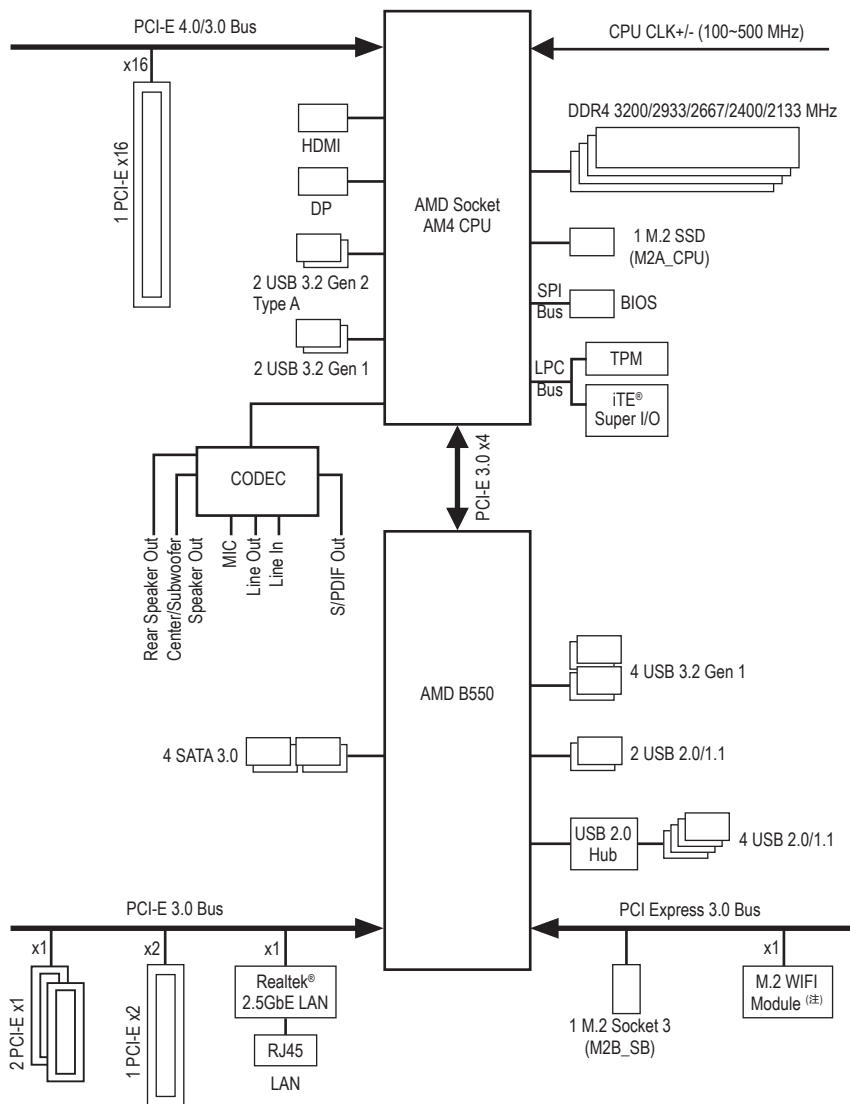 PCI-E 4.0/3.0 Bus
CPU CLK+/- (100~500 MHz)
x16
1 PCI-E x16
DDR4 3200/2933/2667/2400/2133 MHz
HDMI
DP
AMD Socket
AM4 CPU
2 USB 3.2 Gen 2
Type A
1 M.2 SSD
(M2A_CPU)
SPI
Bus
BIOS
2 USB 3.2 Gen 1
LPC
Bus
TPM
iTE®
Super I/O
CODEC
PCI-E 3.0 x4
Rear Speaker Out
Center/Subwoofer
Speaker Out
MIC
Line Out
Line In
S/PDIF Out
AMD B550
4 USB 3.2 Gen 1
4 SATA 3.0
2 USB 2.0/1.1
USB 2.0
Hub
4 USB 2.0/1.1
PCI-E 3.0 Bus
PCI Express 3.0 Bus
x1
x2
x1
x1
2 PCI-E x1
1 PCI-E x2
Realtek®
2.5GbE LAN
RJ45
LAN
1 M.2 Socket 3
(M2B_SB)
M.2 WIFI
Module (注)